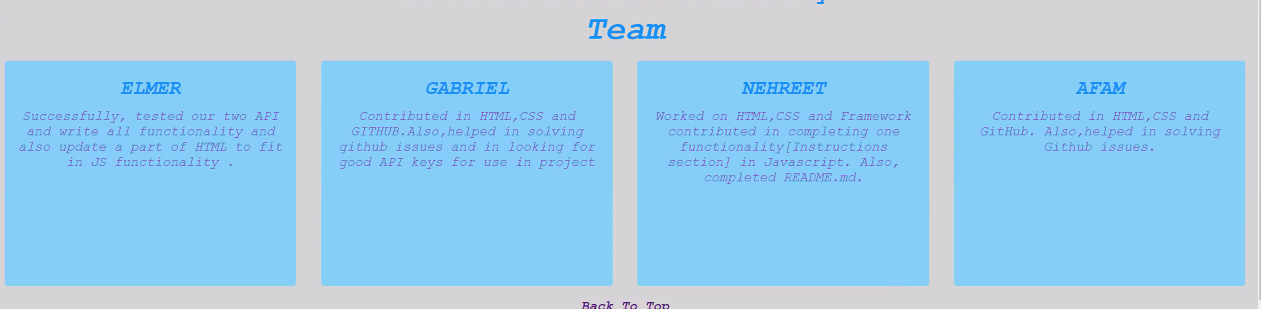 Team
ELMER
Successfully, tested our two API
and write all functionality and
also update a part of HTML to fit
in JS functionality .
GABRIEL
Contributed in HTML,CSS and
GITHUB.Also,helped in solving
github issues and in looking for
good API keys for use in project
NEHREET
Worked on HTML,CSS and Framework
contributed in completing one
functionality[Instructions
section] in Javascript. Also,
completed README.md.
AFAM
Contributed in HTML,CSS and
GitHub. Also,helped in solving
Github issues.
Back To Top